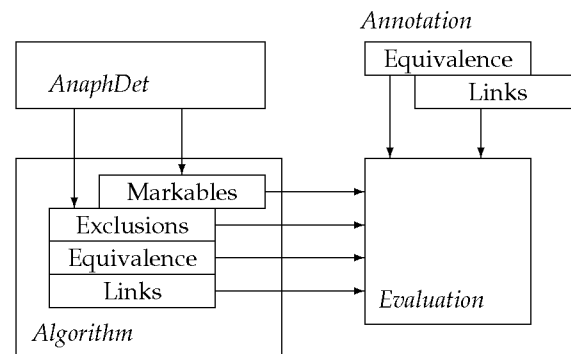 Annotation
Equivalence
Links
AnaphDet
Markables
Exclusions
Equivalence
Links
Algorithm
Evaluation